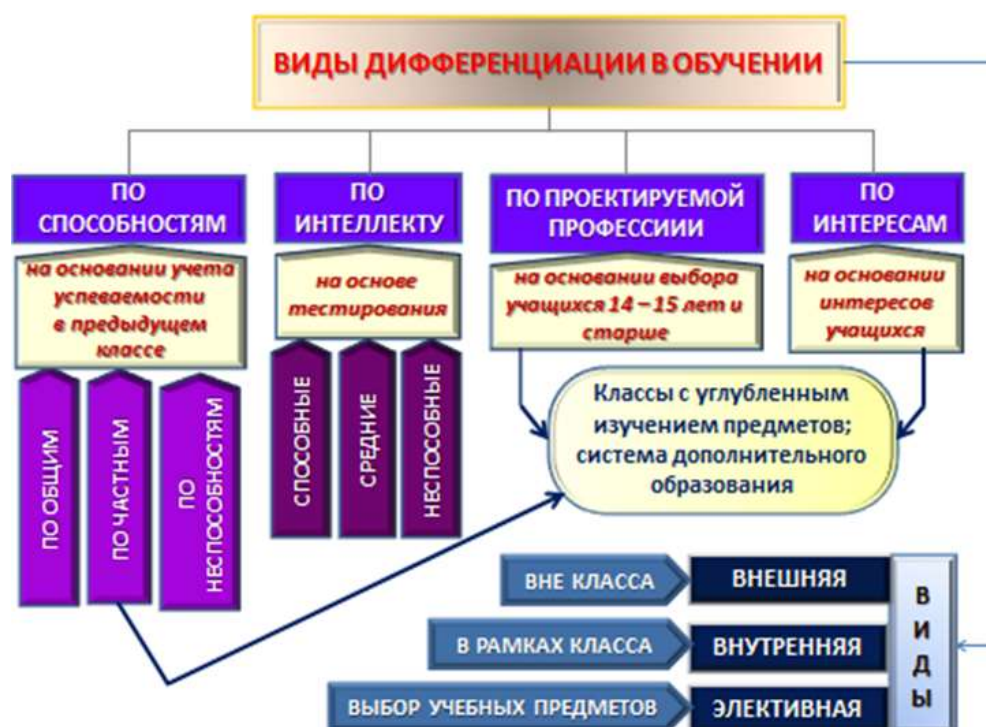 ВИДЫ ДИФФЕРЕНЦИАЦИИ В ОБУЧЕНИИ
ПО
СПОСОБНОСТЯМ
на основании учета
успеваемости
в предыдущем
классе
ПО ОБЩИМ
ПО ЧАСТНЫМ
ПО
НЕСПОСОБНОСТЯМ
ПО
ИНТЕЛЛЕКТУ
на основе
тестирования
СПОСОБНЫЕ
СРЕДНИЕ
НЕСПОСОБНЫЕ
ПО ПРОЕКТИРУЕМОЙ
ПРОФЕССИИИ
на основании выбора
учащихся 14 – 15 лет и
старше
ПО
ИНТЕРЕСАМ
на основании
интересов
учащихся
Классы с углубленным
изучением предметов;
система дополнительного
образования
ВНЕ КЛАССА
ВНЕШНЯЯ
В РАМКАХ КЛАССА
ВНУТРЕННЯЯ
ВЫБОР УЧЕБНЫХ ПРЕДМЕТОВ
ЭЛЕКТИВНАЯ
ВИДЫ